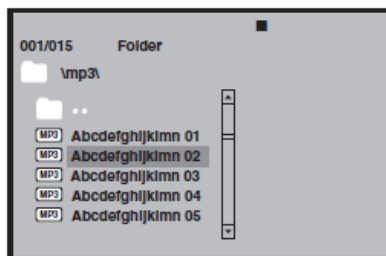 001/015 Folder
\mp3\
..
MP3 Abcdefghijklmn 01
MP3 Abcdefghijklmn 02
MP3 Abcdefghijklmn 03
MP3 Abcdefghijklmn 04
MP3 Abcdefghijklmn 05